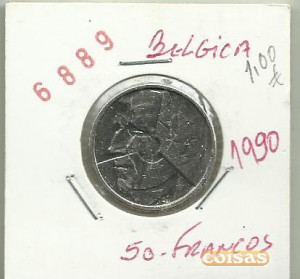 6889
BELGICA
1,00
€
1990
50-FRANCOS
coisas